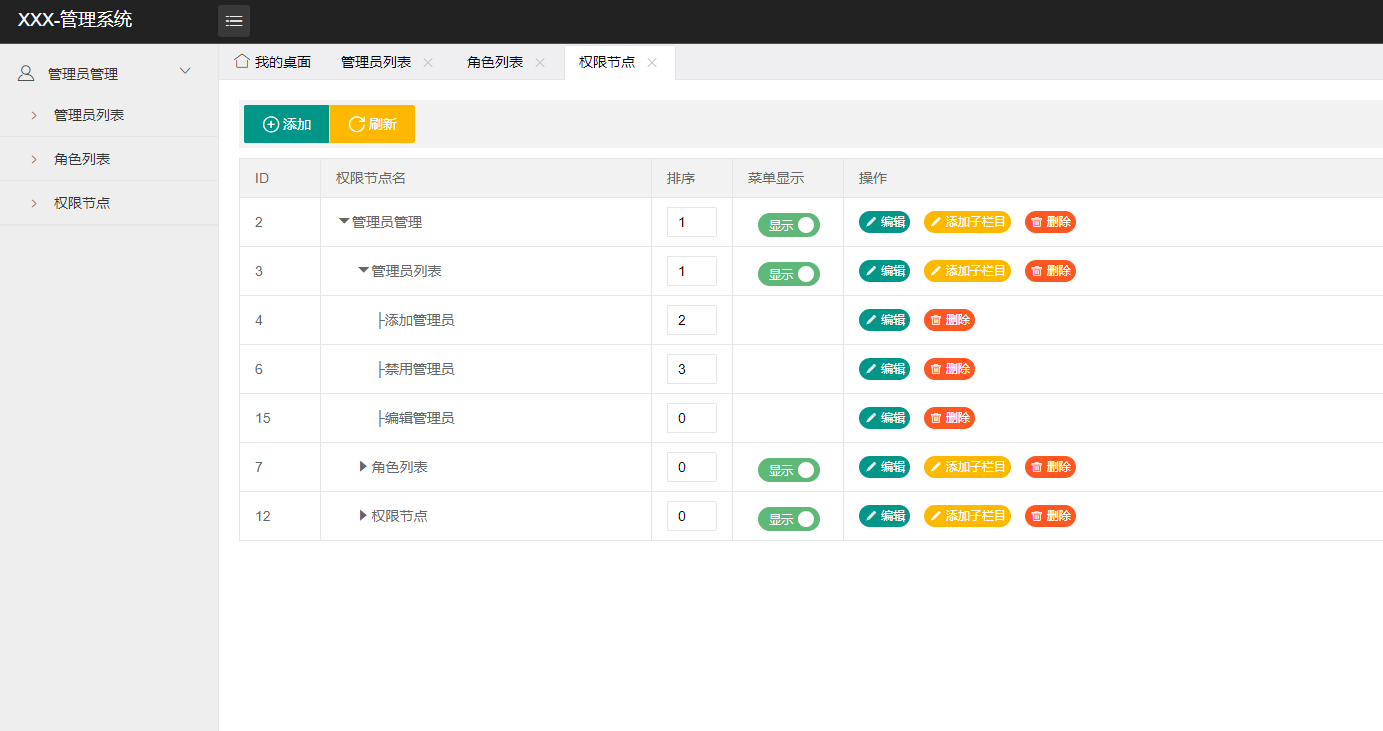 XXX-管理系统
管理员管理
管理员列表
角色列表
权限节点
我的桌面 管理员列表 角色列表 权限节点
添加 刷新
ID 权限节点名 排序 菜单显示 操作
2 管理员管理 1 显示 编辑 添加子栏目 删除
3 管理员列表 1 显示 编辑 添加子栏目 删除
4 ├添加管理员 2 编辑 删除
6 ├禁用管理员 3 编辑 删除
15 ├编辑管理员 0 编辑 删除
7 角色列表 0 显示 编辑 添加子栏目 删除
12 权限节点 0 显示 编辑 添加子栏目 删除